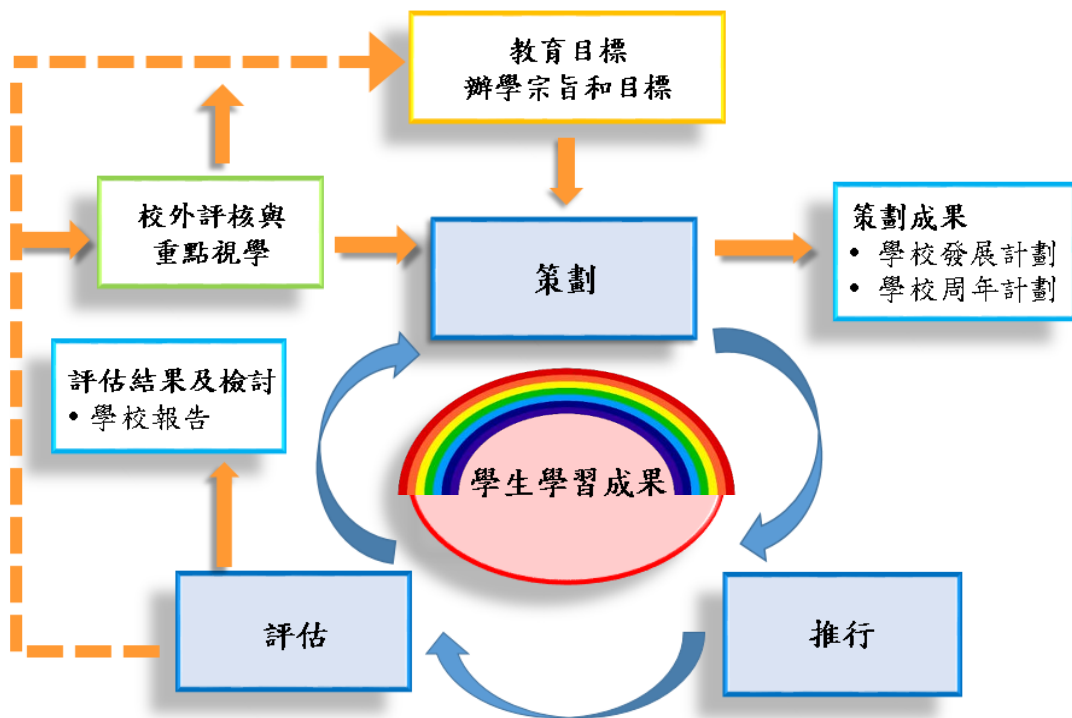 教育目標
辦學宗旨和目標
校外評核與
重點視學
策劃
策劃成果
• 學校發展計劃
• 學校周年計劃
評估結果及檢討
• 學校報告
學生學習成果
評估
推行